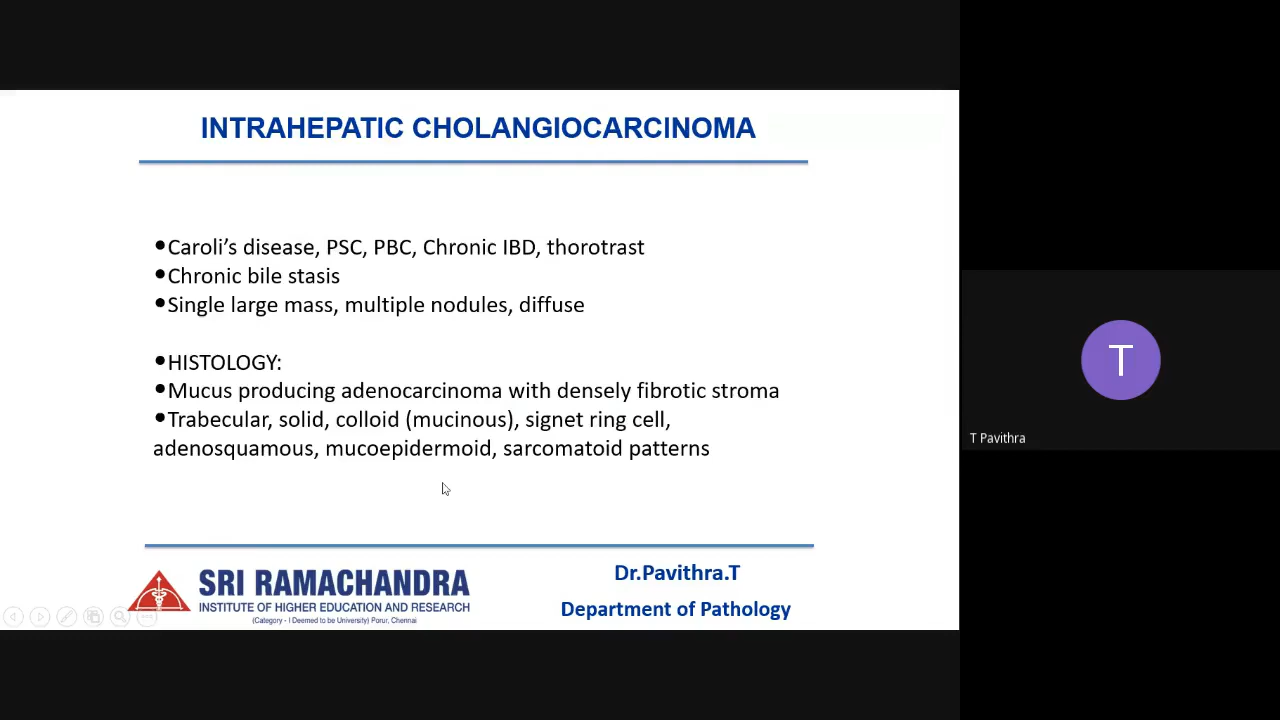 INTRAHEPATIC CHOLANGIOCARCINOMA
•Caroli’s disease, PSC, PBC, Chronic IBD, thorotrast
•Chronic bile stasis
•Single large mass, multiple nodules, diffuse
•HISTOLOGY:
•Mucus producing adenocarcinoma with densely fibrotic stroma
•Trabecular, solid, colloid (mucinous), signet ring cell,
adenosquamous, mucoepidermoid, sarcomatoid patterns
SRI RAMACHANDRA
INSTITUTE OF HIGHER EDUCATION AND RESEARCH
(Category - I Deemed to be University) Porur, Chennai
Dr.Pavithra.T
Department of Pathology
T
T Pavithra